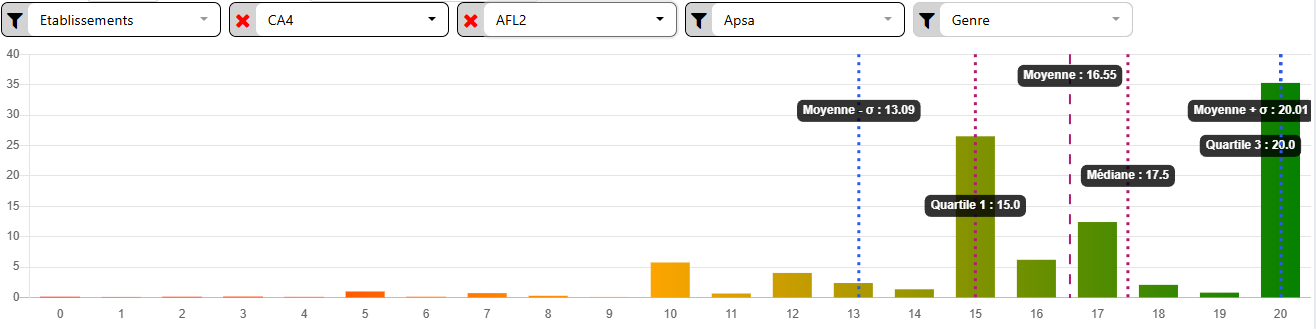 Etablissements CA4 AFL2 Apsa Genre
40
35
30
25
20
15
10
5
0
Moyenne : 16.55
Moyenne - σ : 13.09
Moyenne + σ : 20.01
Quartile 3 : 20.0
Médiane : 17.5
Quartile 1 : 15.0
0 1 2 3 4 5 6 7 8 9 10 11 12 13 14 15 16 17 18 19 20